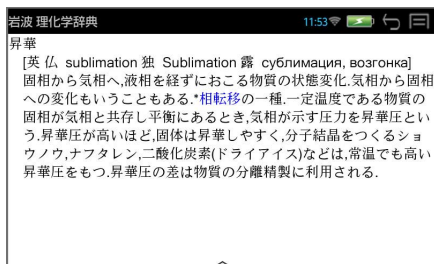 岩波 理化学辞典 11:53
昇華
[英 仏 sublimation 独 Sublimation 露 сублимация, возгонка]
固相から気相へ,液相を経ずにおこる物質の状態変化.気相から固相
への変化もいうこともある.*相転移の一種.一定温度である物質の
固相が気相と共存し平衡にあるとき,気相が示す圧力を昇華圧とい
う.昇華圧が高いほど,固体は昇華しやすく,分子結晶をつくるショ
ウノウ,ナフタレン,二酸化炭素(ドライアイス)などは,常温でも高い
昇華圧をもつ.昇華圧の差は物質の分離精製に利用される.